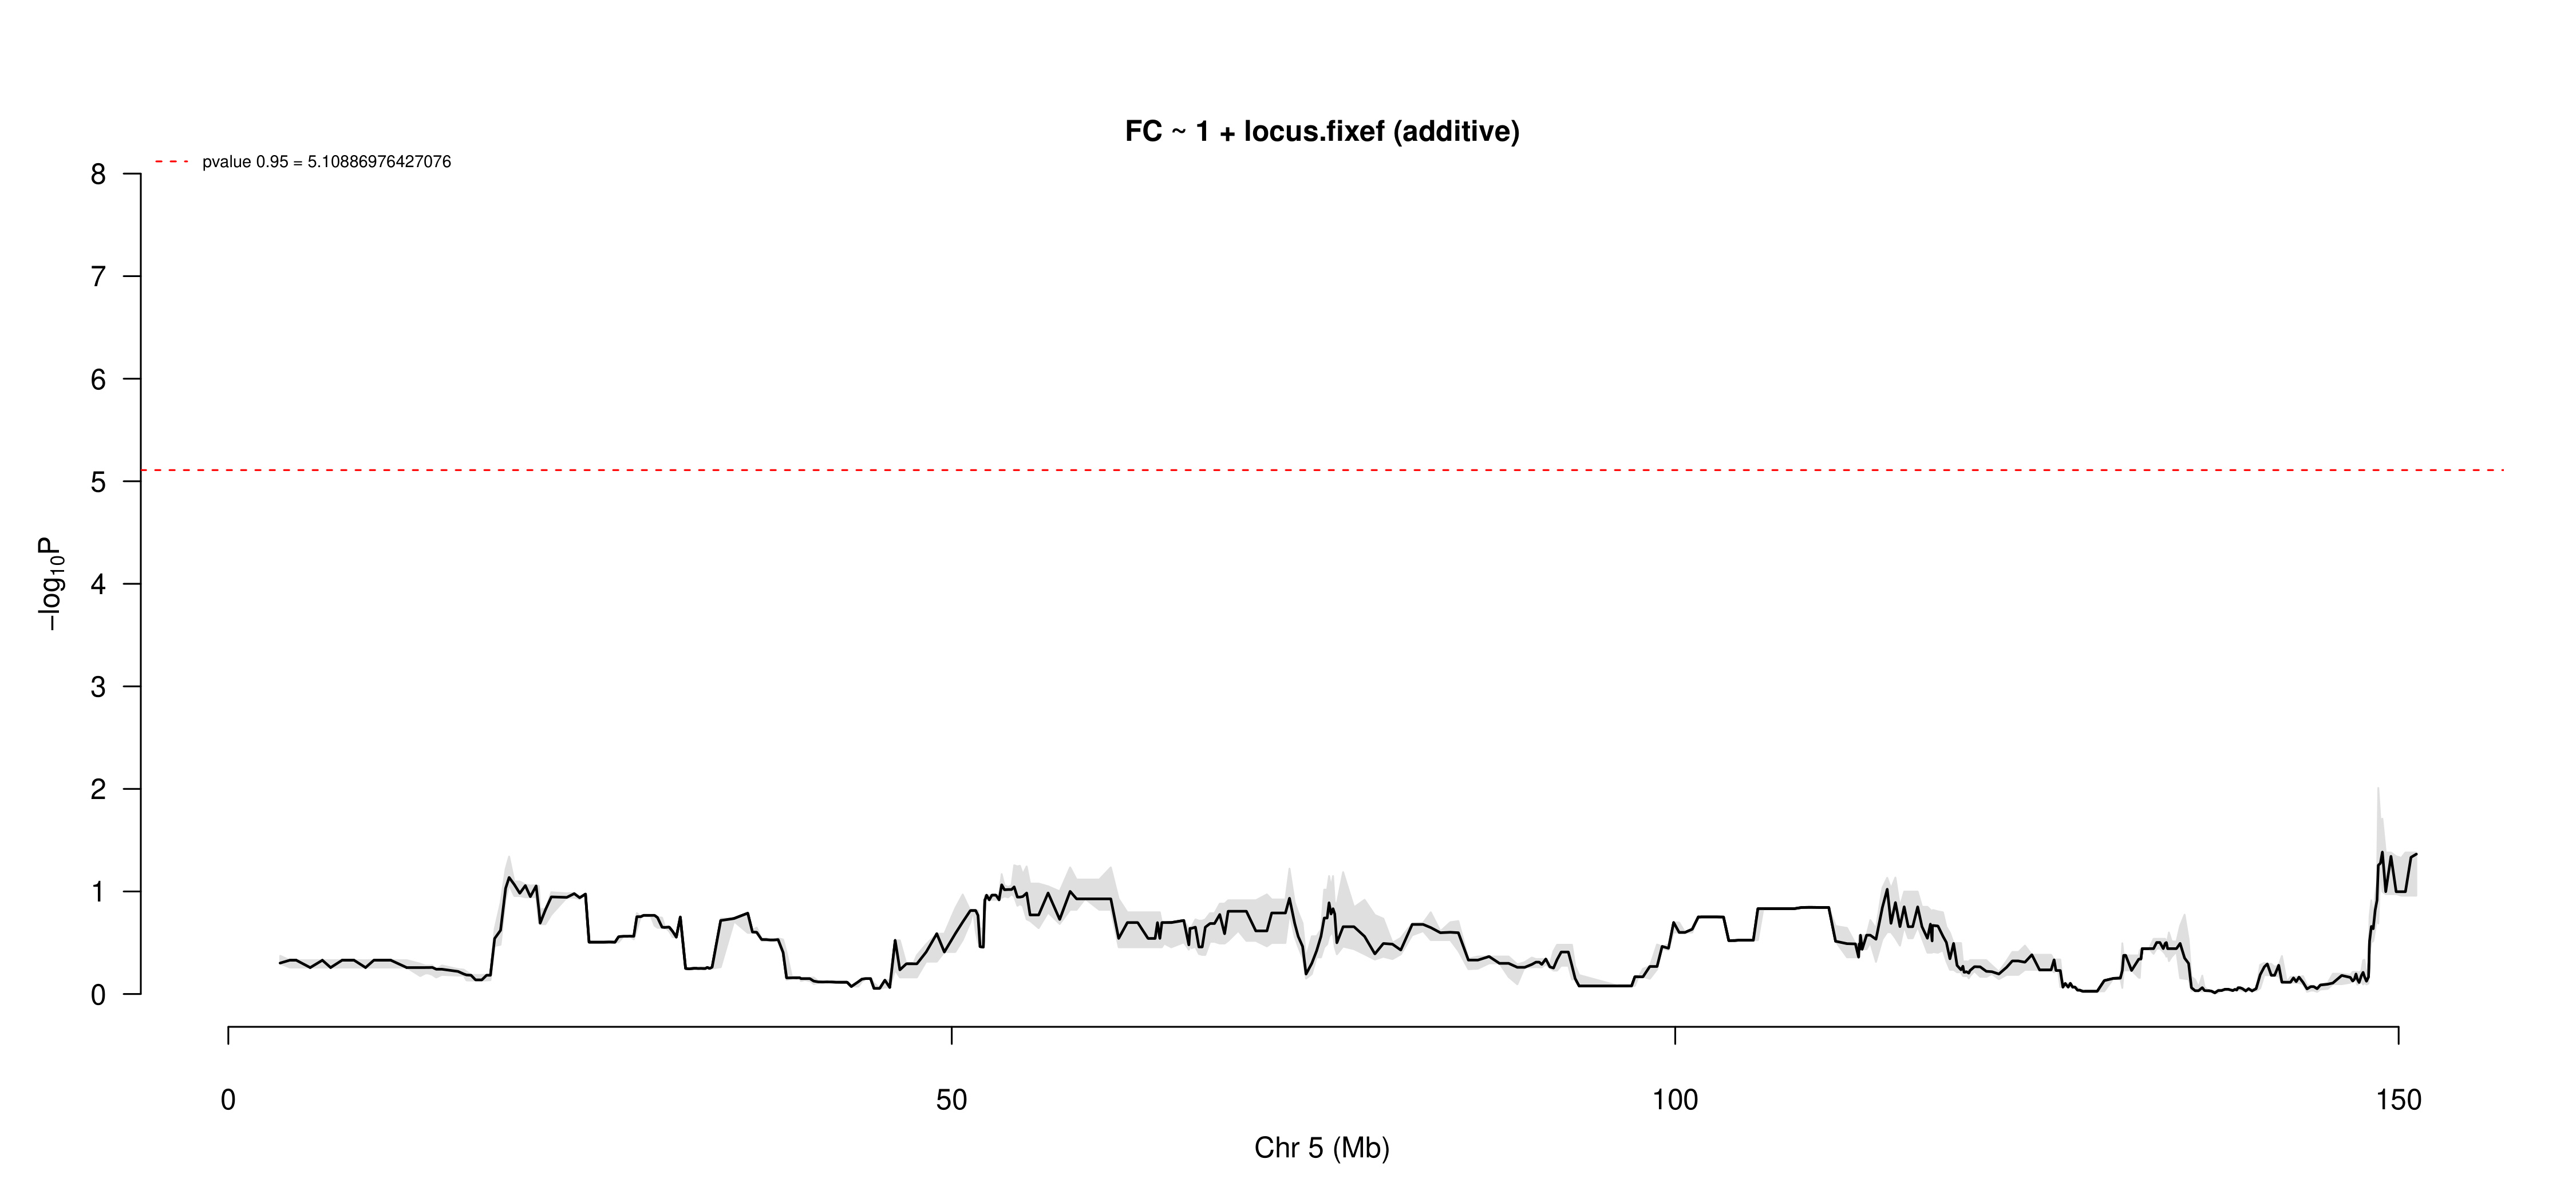 FC ~ 1 + locus.fixef (additive)
pvalue 0.95 = 5.10886976427076
8
7
6
5
4
3
2
1
0
−log10P
0 50 100 150
Chr 5 (Mb)